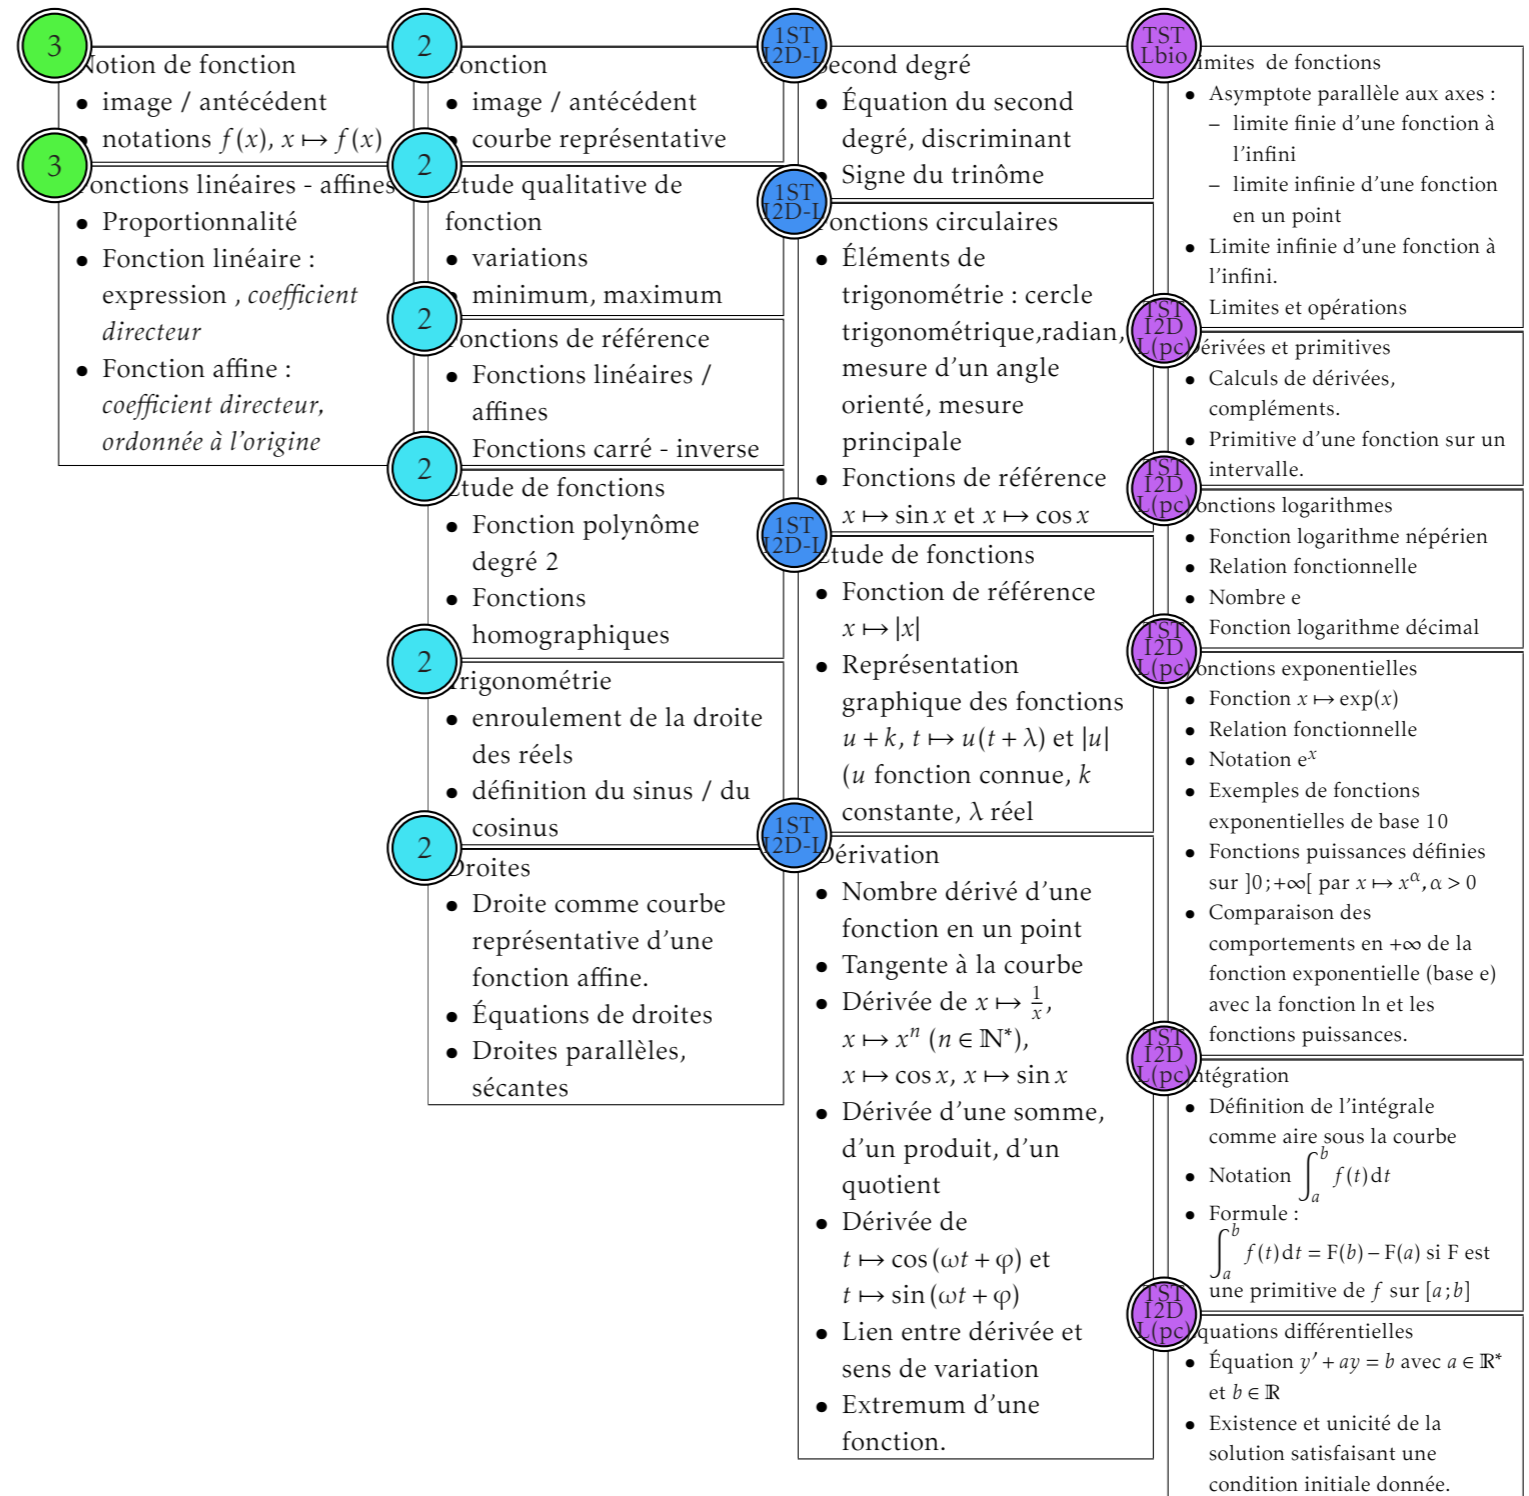 3
Notion de fonction
• image / antécédent
• notations f(x), x ↦ f(x)
3
onctions linéaires - affines
• Proportionnalité
• Fonction linéaire :
expression , coefficient
directeur
• Fonction affine :
coefficient directeur,
ordonnée à l'origine
2
onction
• image / antécédent
• courbe représentative
2
Étude qualitative de
fonction
• variations
• minimum, maximum
2
Fonctions de référence
• Fonctions linéaires /
affines
Fonctions carré - inverse
2
Étude de fonctions
• Fonction polynôme
degré 2
• Fonctions
homographiques
2
Trigonométrie
• enroulement de la droite
des réels
• définition du sinus / du
cosinus
2
Droites
• Droite comme courbe
représentative d'une
fonction affine.
• Équations de droites
• Droites parallèles,
sécantes
1ST
I2D-L
Second degré
• Équation du second
degré, discriminant
• Signe du trinôme
1ST
I2D-L
Fonctions circulaires
• Éléments de
trigonométrie : cercle
trigonométrique,radian,
mesure d'un angle
orienté, mesure
principale
• Fonctions de référence
x ↦ sin x et x ↦ cos x
1ST
I2D-L
Étude de fonctions
• Fonction de référence
x ↦ |x|
• Représentation
graphique des fonctions
u + k, t ↦ u(t + λ) et |u|
(u fonction connue, k
constante, λ réel
1ST
I2D-L
Dérivation
• Nombre dérivé d'une
fonction en un point
• Tangente à la courbe
• Dérivée de x ↦ 1/x,
x ↦ xⁿ (n ∈ ℕ*),
x ↦ cos x, x ↦ sin x
• Dérivée d'une somme,
d'un produit, d'un
quotient
• Dérivée de
t ↦ cos (ωt + φ) et
t ↦ sin (ωt + φ)
• Lien entre dérivée et
sens de variation
• Extremum d'une
fonction.
TST
Lbio
imites de fonctions
• Asymptote parallèle aux axes :
– limite finie d'une fonction à
l'infini
– limite infinie d'une fonction
en un point
• Limite infinie d'une fonction à
l'infini.
Limites et opérations
TST
I2D
L(pc)
Dérivées et primitives
• Calculs de dérivées,
compléments.
• Primitive d'une fonction sur un
intervalle.
TST
I2D
L(pc)
onctions logarithmes
• Fonction logarithme népérien
• Relation fonctionnelle
• Nombre e
Fonction logarithme décimal
TST
I2D
L(pc)
onctions exponentielles
• Fonction x ↦ exp(x)
• Relation fonctionnelle
• Notation eˣ
• Exemples de fonctions
exponentielles de base 10
• Fonctions puissances définies
sur ]0 ; +∞[ par x ↦ x^α, α > 0
• Comparaison des
comportements en +∞ de la
fonction exponentielle (base e)
avec la fonction ln et les
fonctions puissances.
TST
I2D
L(pc)
ntégration
• Définition de l'intégrale
comme aire sous la courbe
• Notation ∫_a^b f(t) dt
• Formule :
∫_a^b f(t) dt = F(b) – F(a) si F est
une primitive de f sur [a ; b]
TST
I2D
L(pc)
quations différentielles
• Équation y′ + ay = b avec a ∈ ℝ*
et b ∈ ℝ
• Existence et unicité de la
solution satisfaisant une
condition initiale donnée.